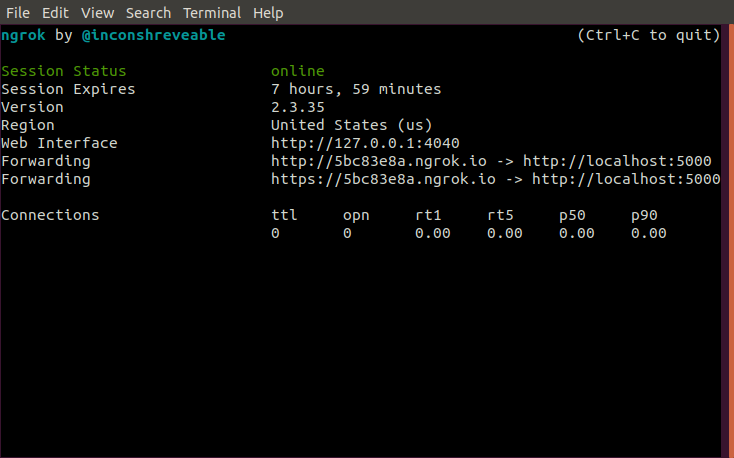 File Edit View Search Terminal Help
ngrok by @inconshreveable (Ctrl+C to quit)
Session Status online
Session Expires 7 hours, 59 minutes
Version 2.3.35
Region United States (us)
Web Interface http://127.0.0.1:4040
Forwarding http://5bc83e8a.ngrok.io -> http://localhost:5000
Forwarding https://5bc83e8a.ngrok.io -> http://localhost:5000
Connections ttl opn rt1 rt5 p50 p90
0 0 0.00 0.00 0.00 0.00